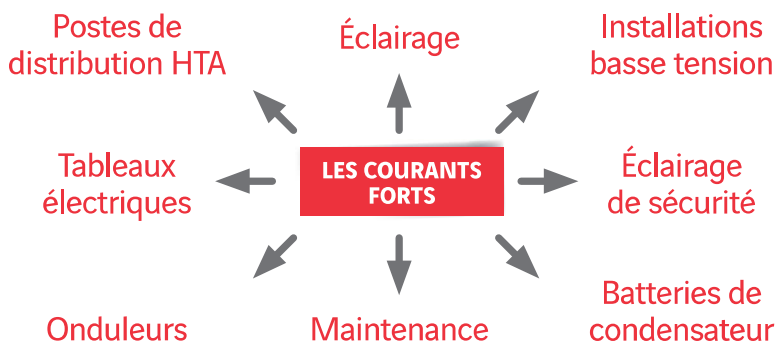 Postes de
distribution HTA
Éclairage
Installations
basse tension
Tableaux
électriques
LES COURANTS
FORTS
Éclairage
de sécurité
Onduleurs
Maintenance
Batteries de
condensateur